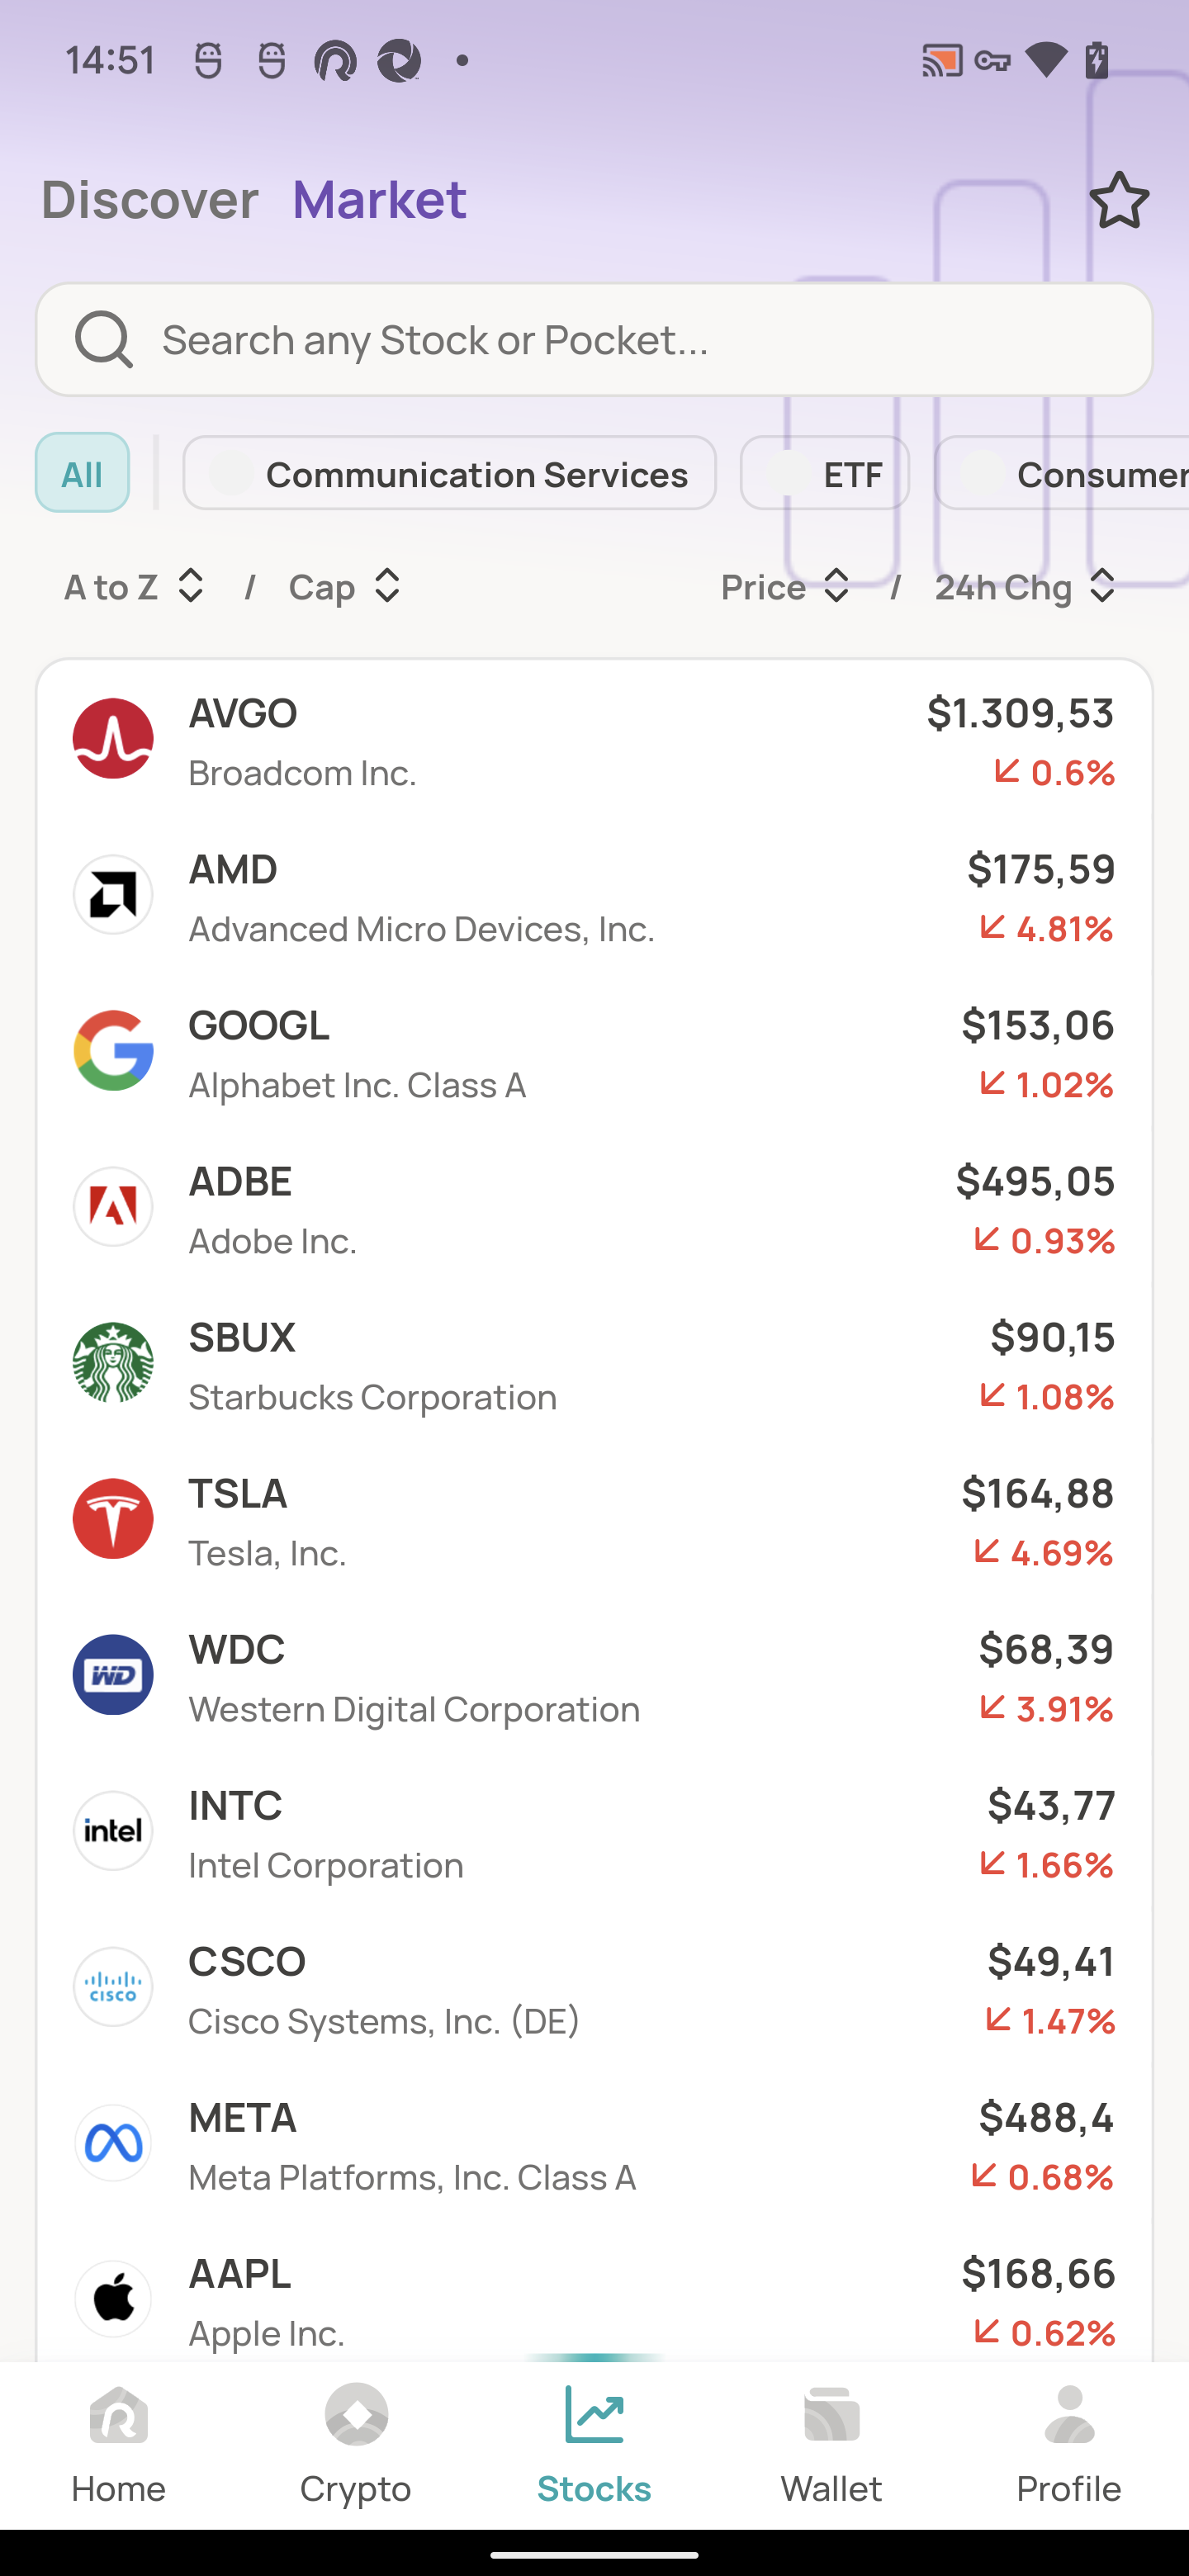 14:51
Discover Market
Search any Stock or Pocket...
All Communication Services ETF Consumer
A to Z / Cap Price / 24h Chg
AVGO $1.309,53
Broadcom Inc. 0.6%
AMD $175,59
Advanced Micro Devices, Inc. 4.81%
GOOGL $153,06
Alphabet Inc. Class A 1.02%
ADBE $495,05
Adobe Inc. 0.93%
SBUX $90,15
Starbucks Corporation 1.08%
TSLA $164,88
Tesla, Inc. 4.69%
WD
WDC $68,39
Western Digital Corporation 3.91%
intel
INTC $43,77
Intel Corporation 1.66%
CISCO
CSCO $49,41
Cisco Systems, Inc. (DE) 1.47%
META $488,4
Meta Platforms, Inc. Class A 0.68%
AAPL $168,66
Apple Inc. 0.62%
Home Crypto Stocks Wallet Profile